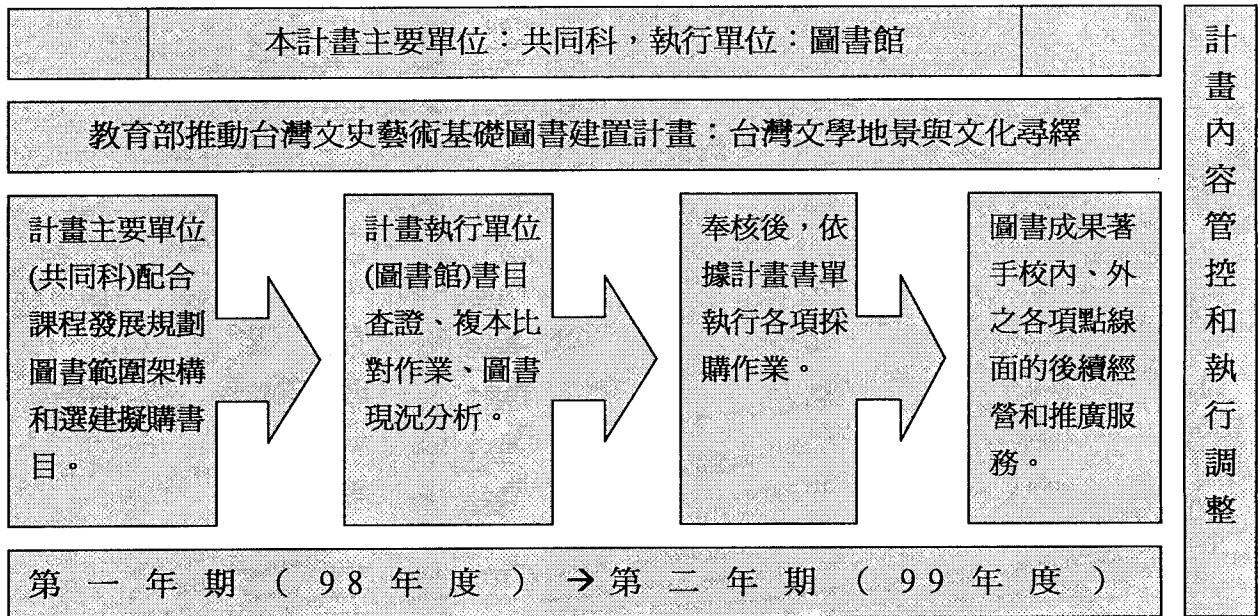 本計畫主要單位：共同科，執行單位：圖書館
教育部推動台灣文史藝術基礎圖書建置計畫：台灣文學地景與文化尋繹
計畫主要單位
(共同科)配合
課程發展規劃
圖書範圍架構
和選建擬購書
目。
計畫執行單位
(圖書館)書目
查證、複本比
對作業、圖書
現況分析。
奉核後，依
據計畫書單
執行各項採
購作業。
圖書成果著
手校內、外
之各項點線
面的後續經
營和推廣服
務。
第一年期（98年度）→第二年期（99年度）
計畫內容管控和執行調整